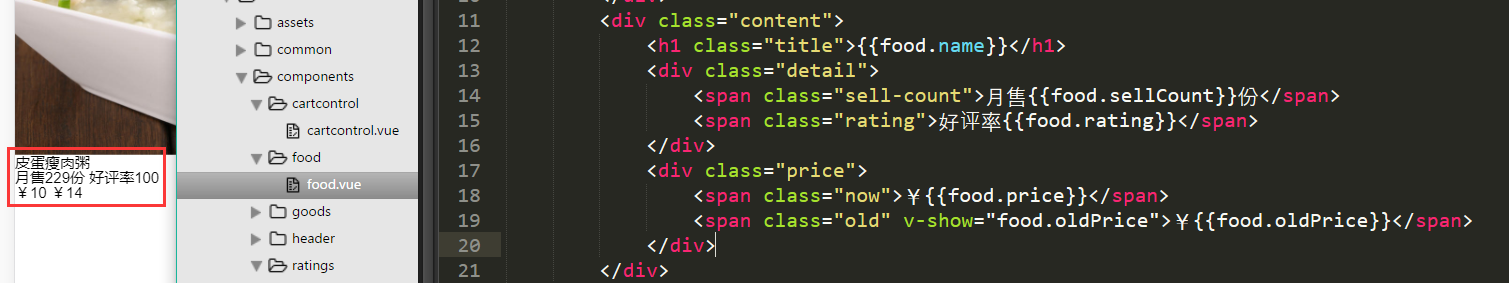 皮蛋瘦肉粥
月售229份 好评率100
￥10 ￥14
assets
common
components
cartcontrol
cartcontrol.vue
food
food.vue
goods
header
ratings
11 <div class="content">
12 <h1 class="title">{{food.name}}</h1>
13 <div class="detail">
14 <span class="sell-count">月售{{food.sellCount}}份</span>
15 <span class="rating">好评率{{food.rating}}</span>
16 </div>
17 <div class="price">
18 <span class="now">￥{{food.price}}</span>
19 <span class="old" v-show="food.oldPrice">￥{{food.oldPrice}}</span>
20 </div>
21 </div>